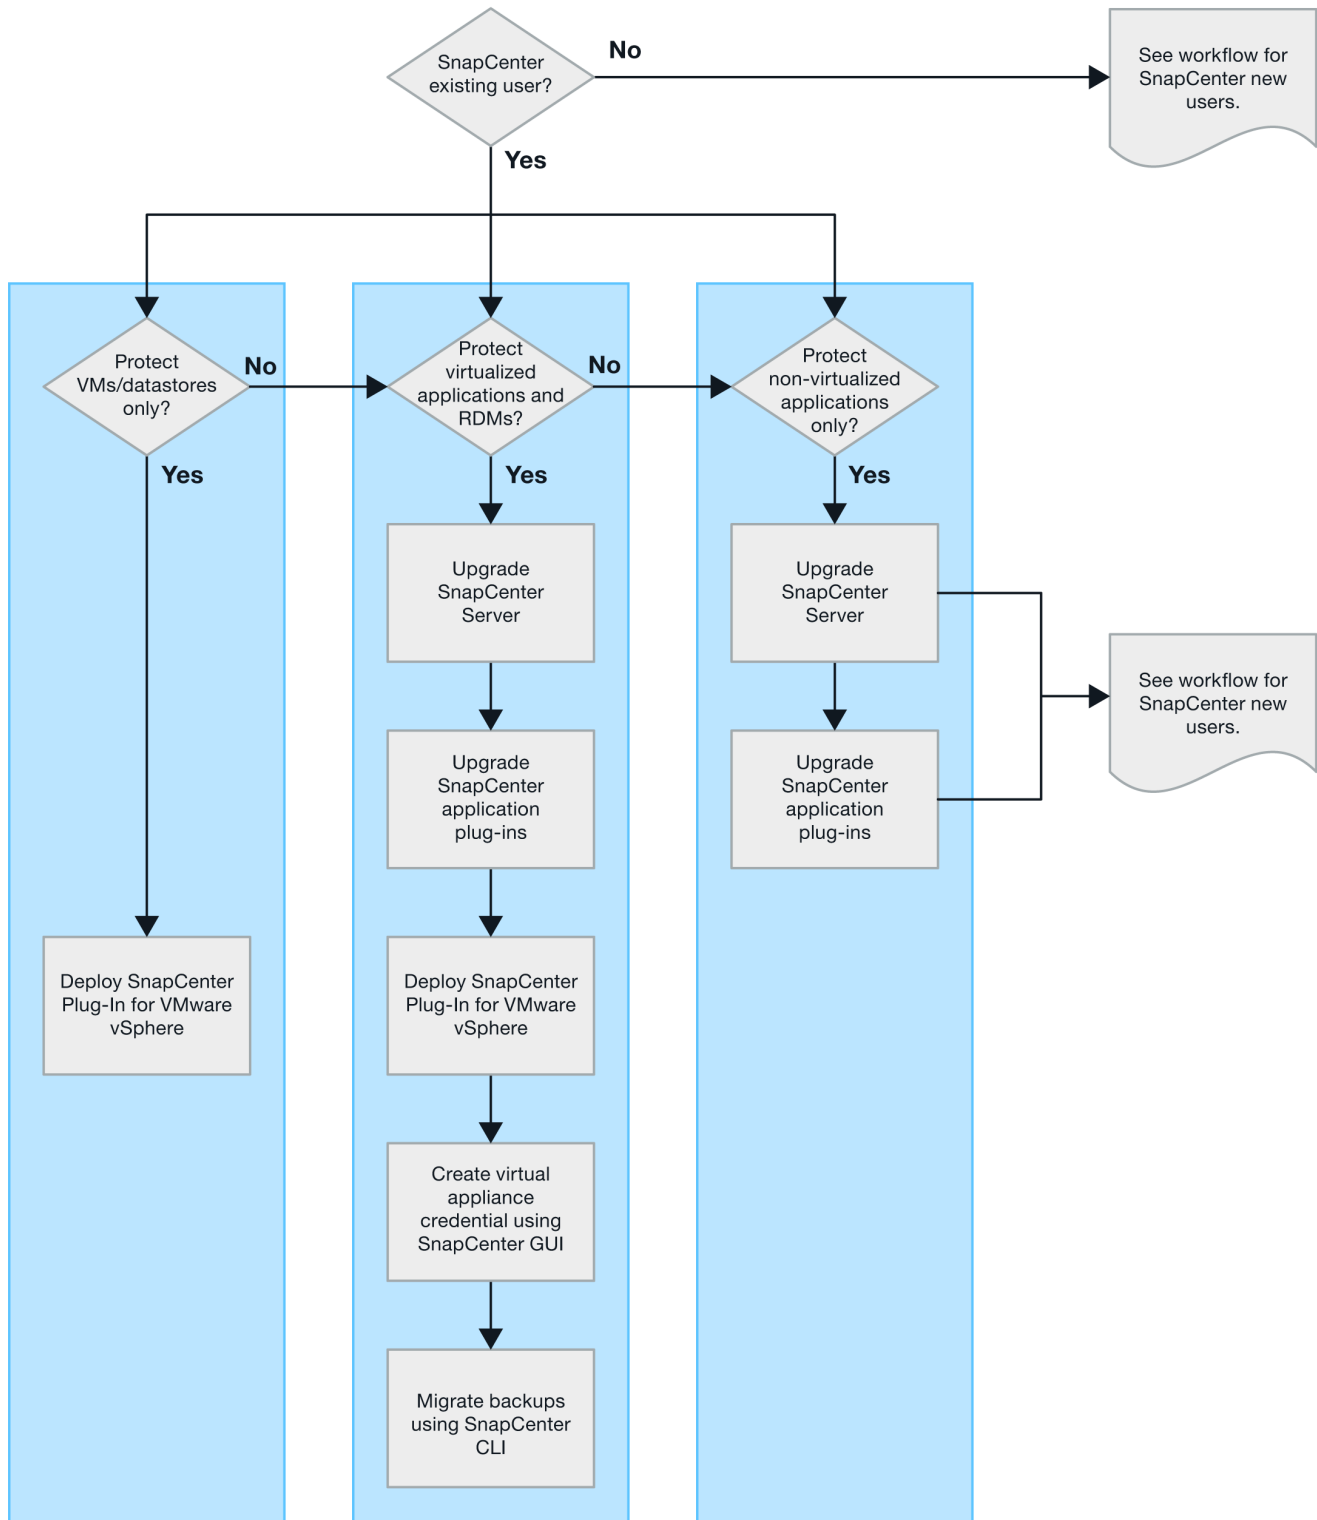 SnapCenter
existing user?
No
See workflow for
SnapCenter new
users.
Yes
Protect
VMs/datastores
only?
No
Yes
Protect
virtualized
applications and
RDMs?
No
Yes
Protect
non-virtualized
applications
only?
Yes
Upgrade
SnapCenter
Server
Upgrade
SnapCenter
Server
Upgrade
SnapCenter
application
plug-ins
Upgrade
SnapCenter
application
plug-ins
See workflow for
SnapCenter new
users.
Deploy SnapCenter
Plug-In for VMware
vSphere
Deploy SnapCenter
Plug-In for VMware
vSphere
Create virtual
appliance
credential using
SnapCenter GUI
Migrate backups
using SnapCenter
CLI